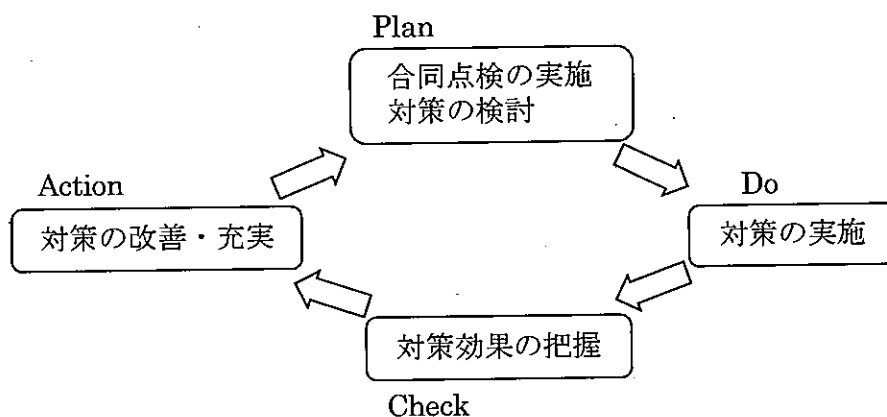 Plan
合同点検の実施
対策の検討
Action
対策の改善・充実
Do
対策の実施
対策効果の把握
Check